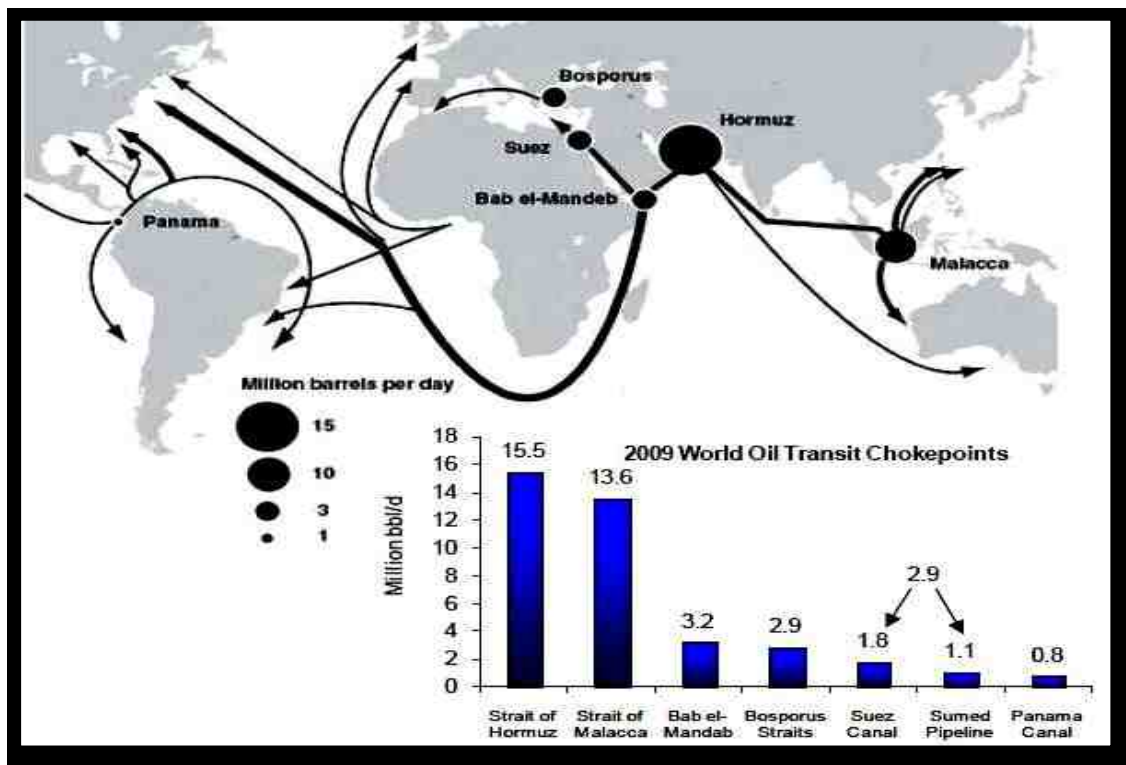 Bosporus
Hormuz
Suez
Bab el-Mandeb
Panama
Malacca
Million barrels per day
15
10
3
1
2009 World Oil Transit Chokepoints
Million bbl/d
18
16
14
12
10
8
6
4
2
0
15.5
13.6
3.2
2.9
1.8
2.9
1.1
0.8
Strait of
Hormuz
Strait of
Malacca
Bab el-
Mandab
Bosporus
Straits
Suez
Canal
Sumed
Pipeline
Panama
Canal